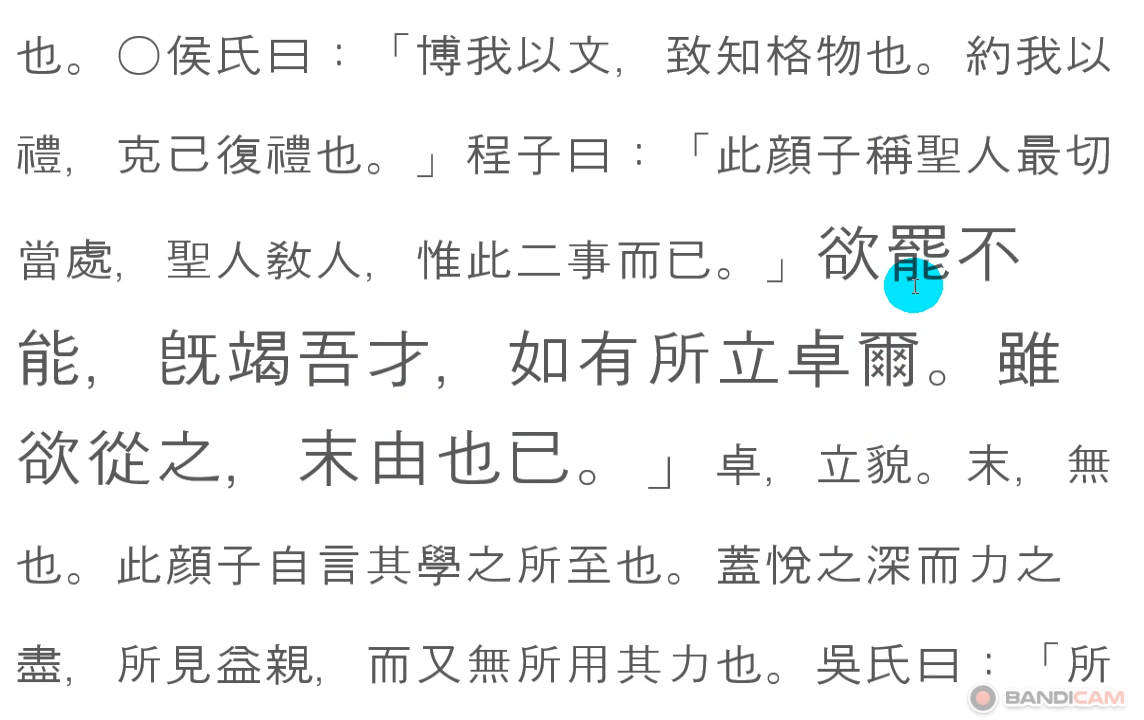 也。○侯氏曰：「博我以文，致知格物也。約我以
禮，克己復禮也。」程子曰：「此顔子稱聖人最切
當處，聖人敎人，惟此二事而已。」欲罷不
能，旣竭吾才，如有所立卓爾。雖
欲從之，末由也已。」卓，立貌。末，無
也。此顔子自言其學之所至也。蓋悅之深而力之
盡，所見益親，而又無所用其力也。吳氏曰：「所
BANDICAM